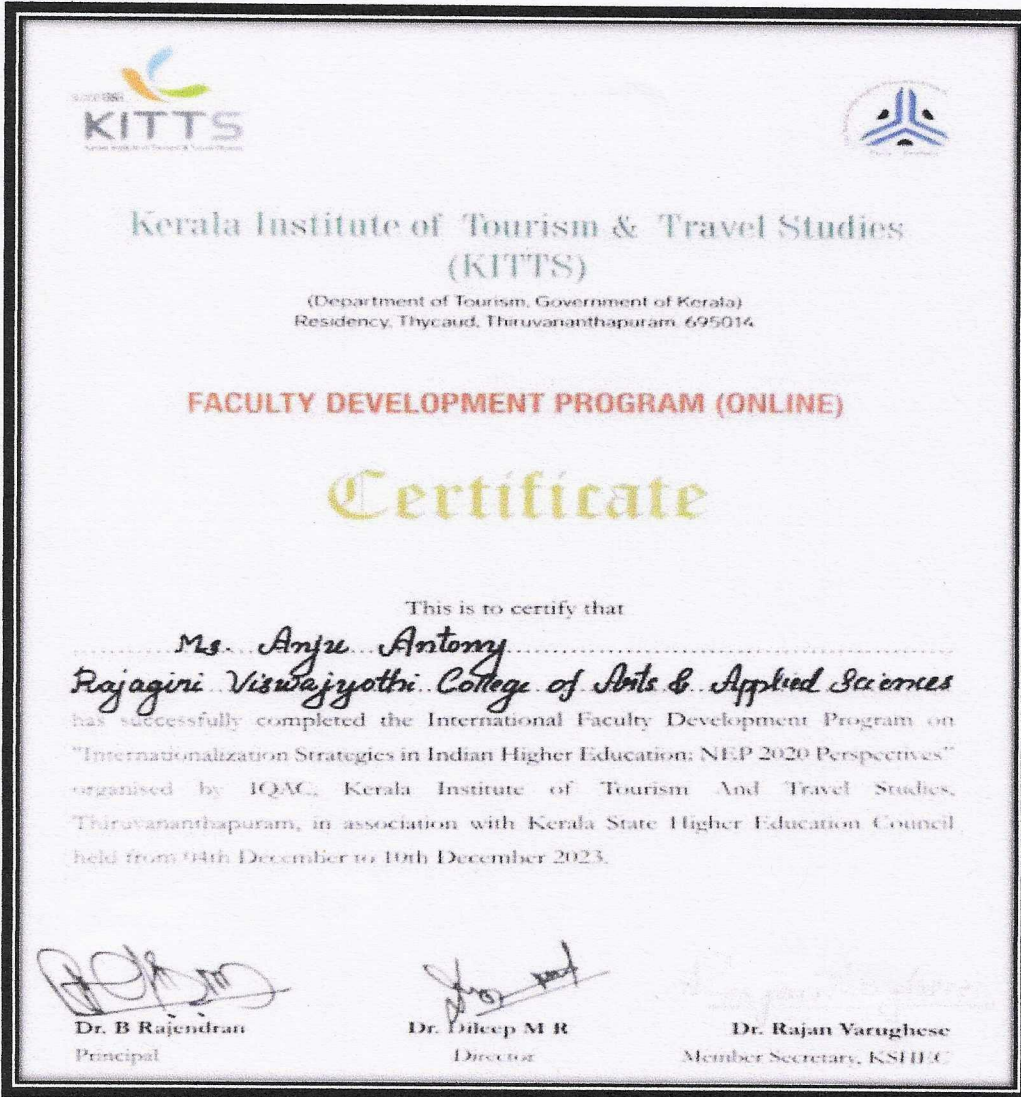 KITTS
Kerala Institute of Tourism & Travel Studies
(KITTS)
(Department of Tourism, Government of Kerala)
Residency, Thycaud, Thiruvananthapuram, 695014
FACULTY DEVELOPMENT PROGRAM (ONLINE)
Certificate
This is to certify that
Ms. Anju Antony
Rajagiri Viswajyothi College of Arts & Applied Sciences
has successfully completed the International Faculty Development Program on
"Internationalization Strategies in Indian Higher Education: NEP 2020 Perspectives"
organised by IQAC, Kerala Institute of Tourism And Travel Studies,
Thiruvananthapuram, in association with Kerala State Higher Education Council
held from 04th December to 10th December 2023.
Dr. B Rajendran
Dr. Dileep M R
Dr. Rajan Varughese
Principal
Director
Member Secretary, KSHEC